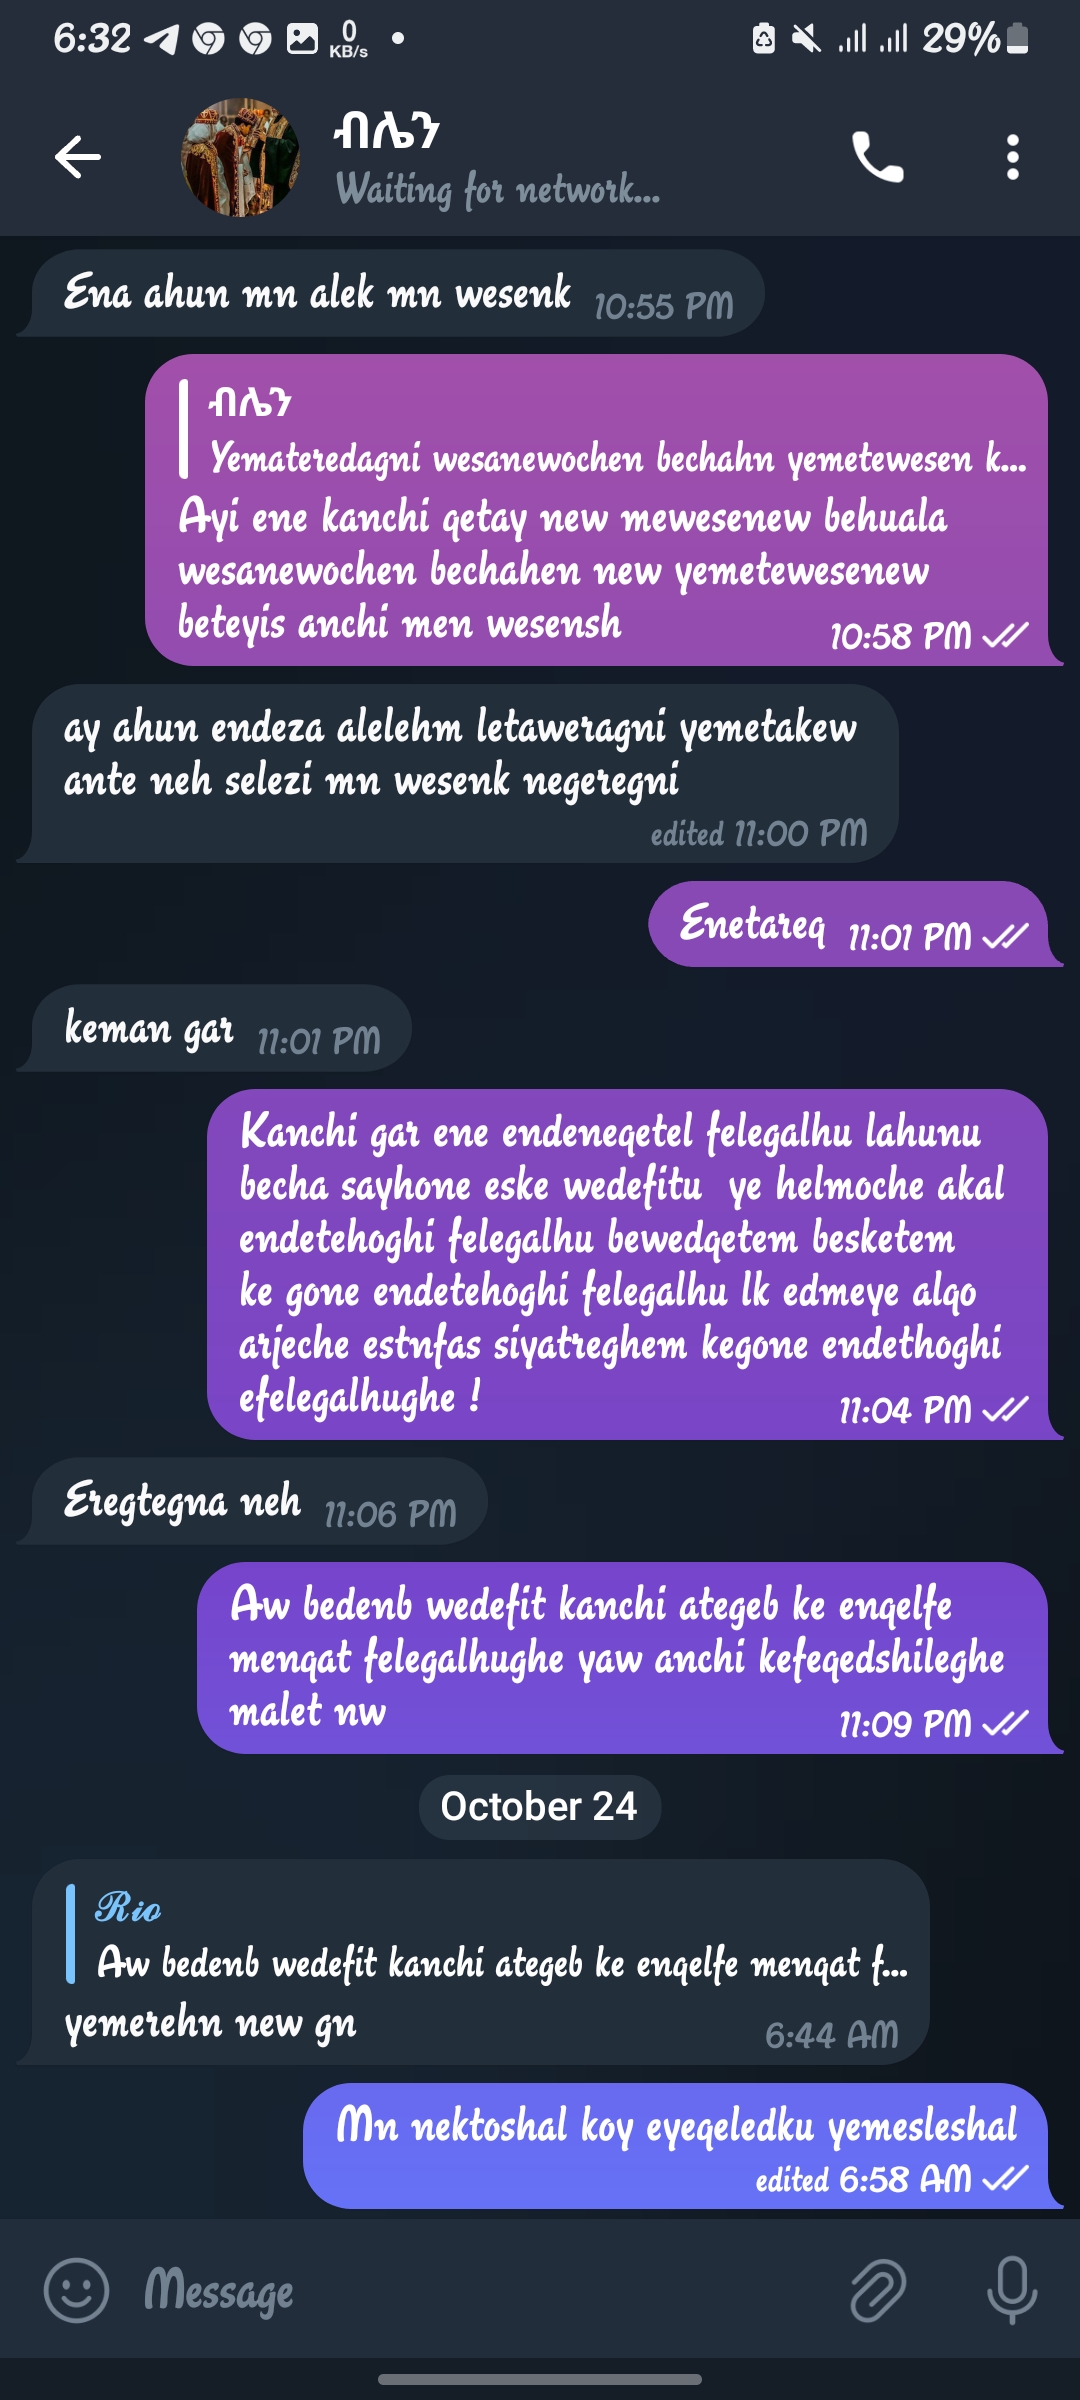 6:32
0
KB/s
29%
ብሌን
Waiting for network...
Ena ahun mn alek mn wesenk 10:55 PM
ብሌን
Yemateredagni wesanewochen bechahn yemetewesen k...
Ayi ene kanchi qetay new mewesenew behuala
wesanewochen bechahen new yemetewesenew
beteyis anchi men wesensh 10:58 PM
ay ahun endeza alelehm letaweragni yemetakew
ante neh selezi mn wesenk negeregni
edited 11:00 PM
Enetareq 11:01 PM
keman gar 11:01 PM
Kanchi gar ene endeneqetel felegalhu lahunu
becha sayhone eske wedefitu ye helmoche akal
endetehoghi felegalhu bewedqetem besketem
ke gone endetehoghi felegalhu lk edmeye alqo
arjeche estnfas siyatreghem kegone endethoghi
efelegalhughe ! 11:04 PM
Eregtegna neh 11:06 PM
Aw bedenb wedefit kanchi ategeb ke enqelfe
menqat felegalhughe yaw anchi kefeqedshileghe
malet nw 11:09 PM
October 24
𝓡𝓲𝓸
Aw bedenb wedefit kanchi ategeb ke enqelfe menqat f...
yemerehn new gn 6:44 AM
Mn nektoshal koy eyeqeledku yemesleshal
edited 6:58 AM
Message